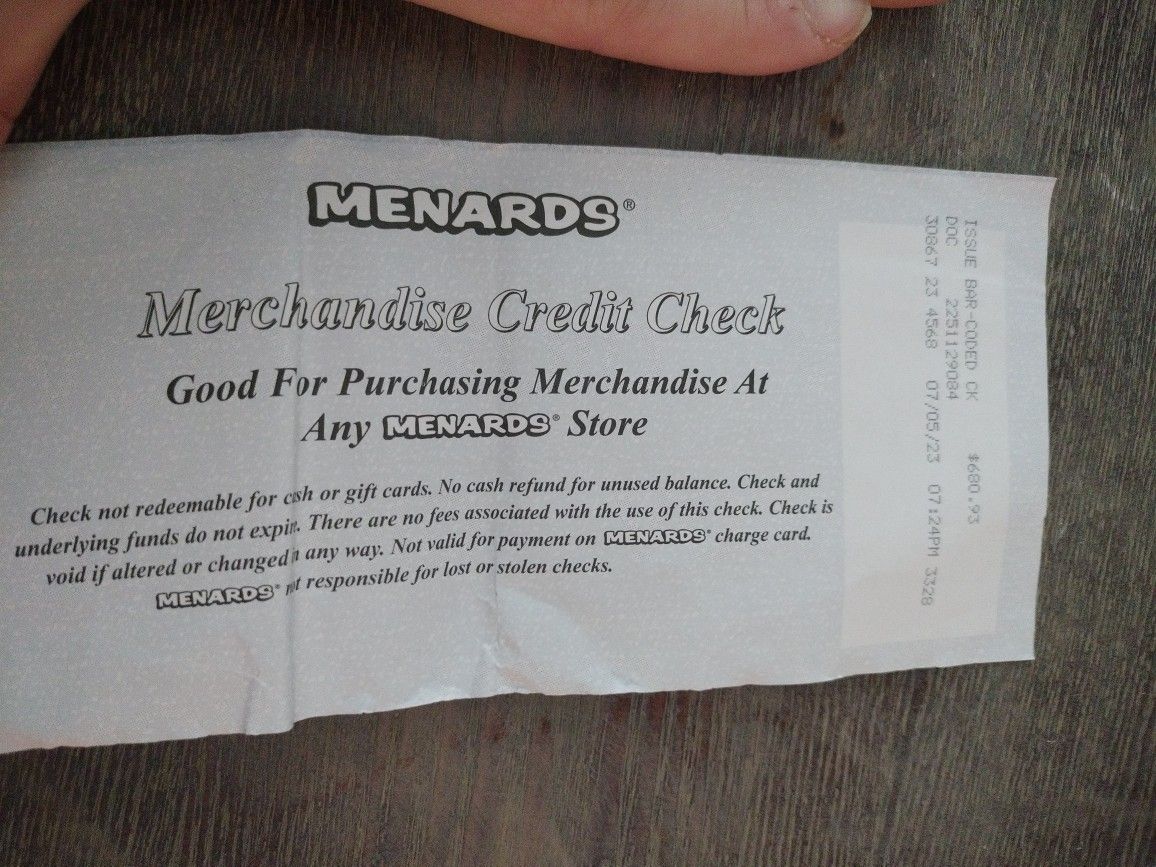 MENARDS®
Merchandise Credit Check
Good For Purchasing Merchandise At
Any MENARDS® Store
Check not redeemable for cash or gift cards. No cash refund for unused balance. Check and
underlying funds do not expire. There are no fees associated with the use of this check. Check is
void if altered or changed in any way. Not valid for payment on MENARDS® charge card.
MENARDS® not responsible for lost or stolen checks.
ISSUE BAR-CODED CK $680.93
DOC 2251129084
30867 23 4568 07/05/23 07:24PM 3328